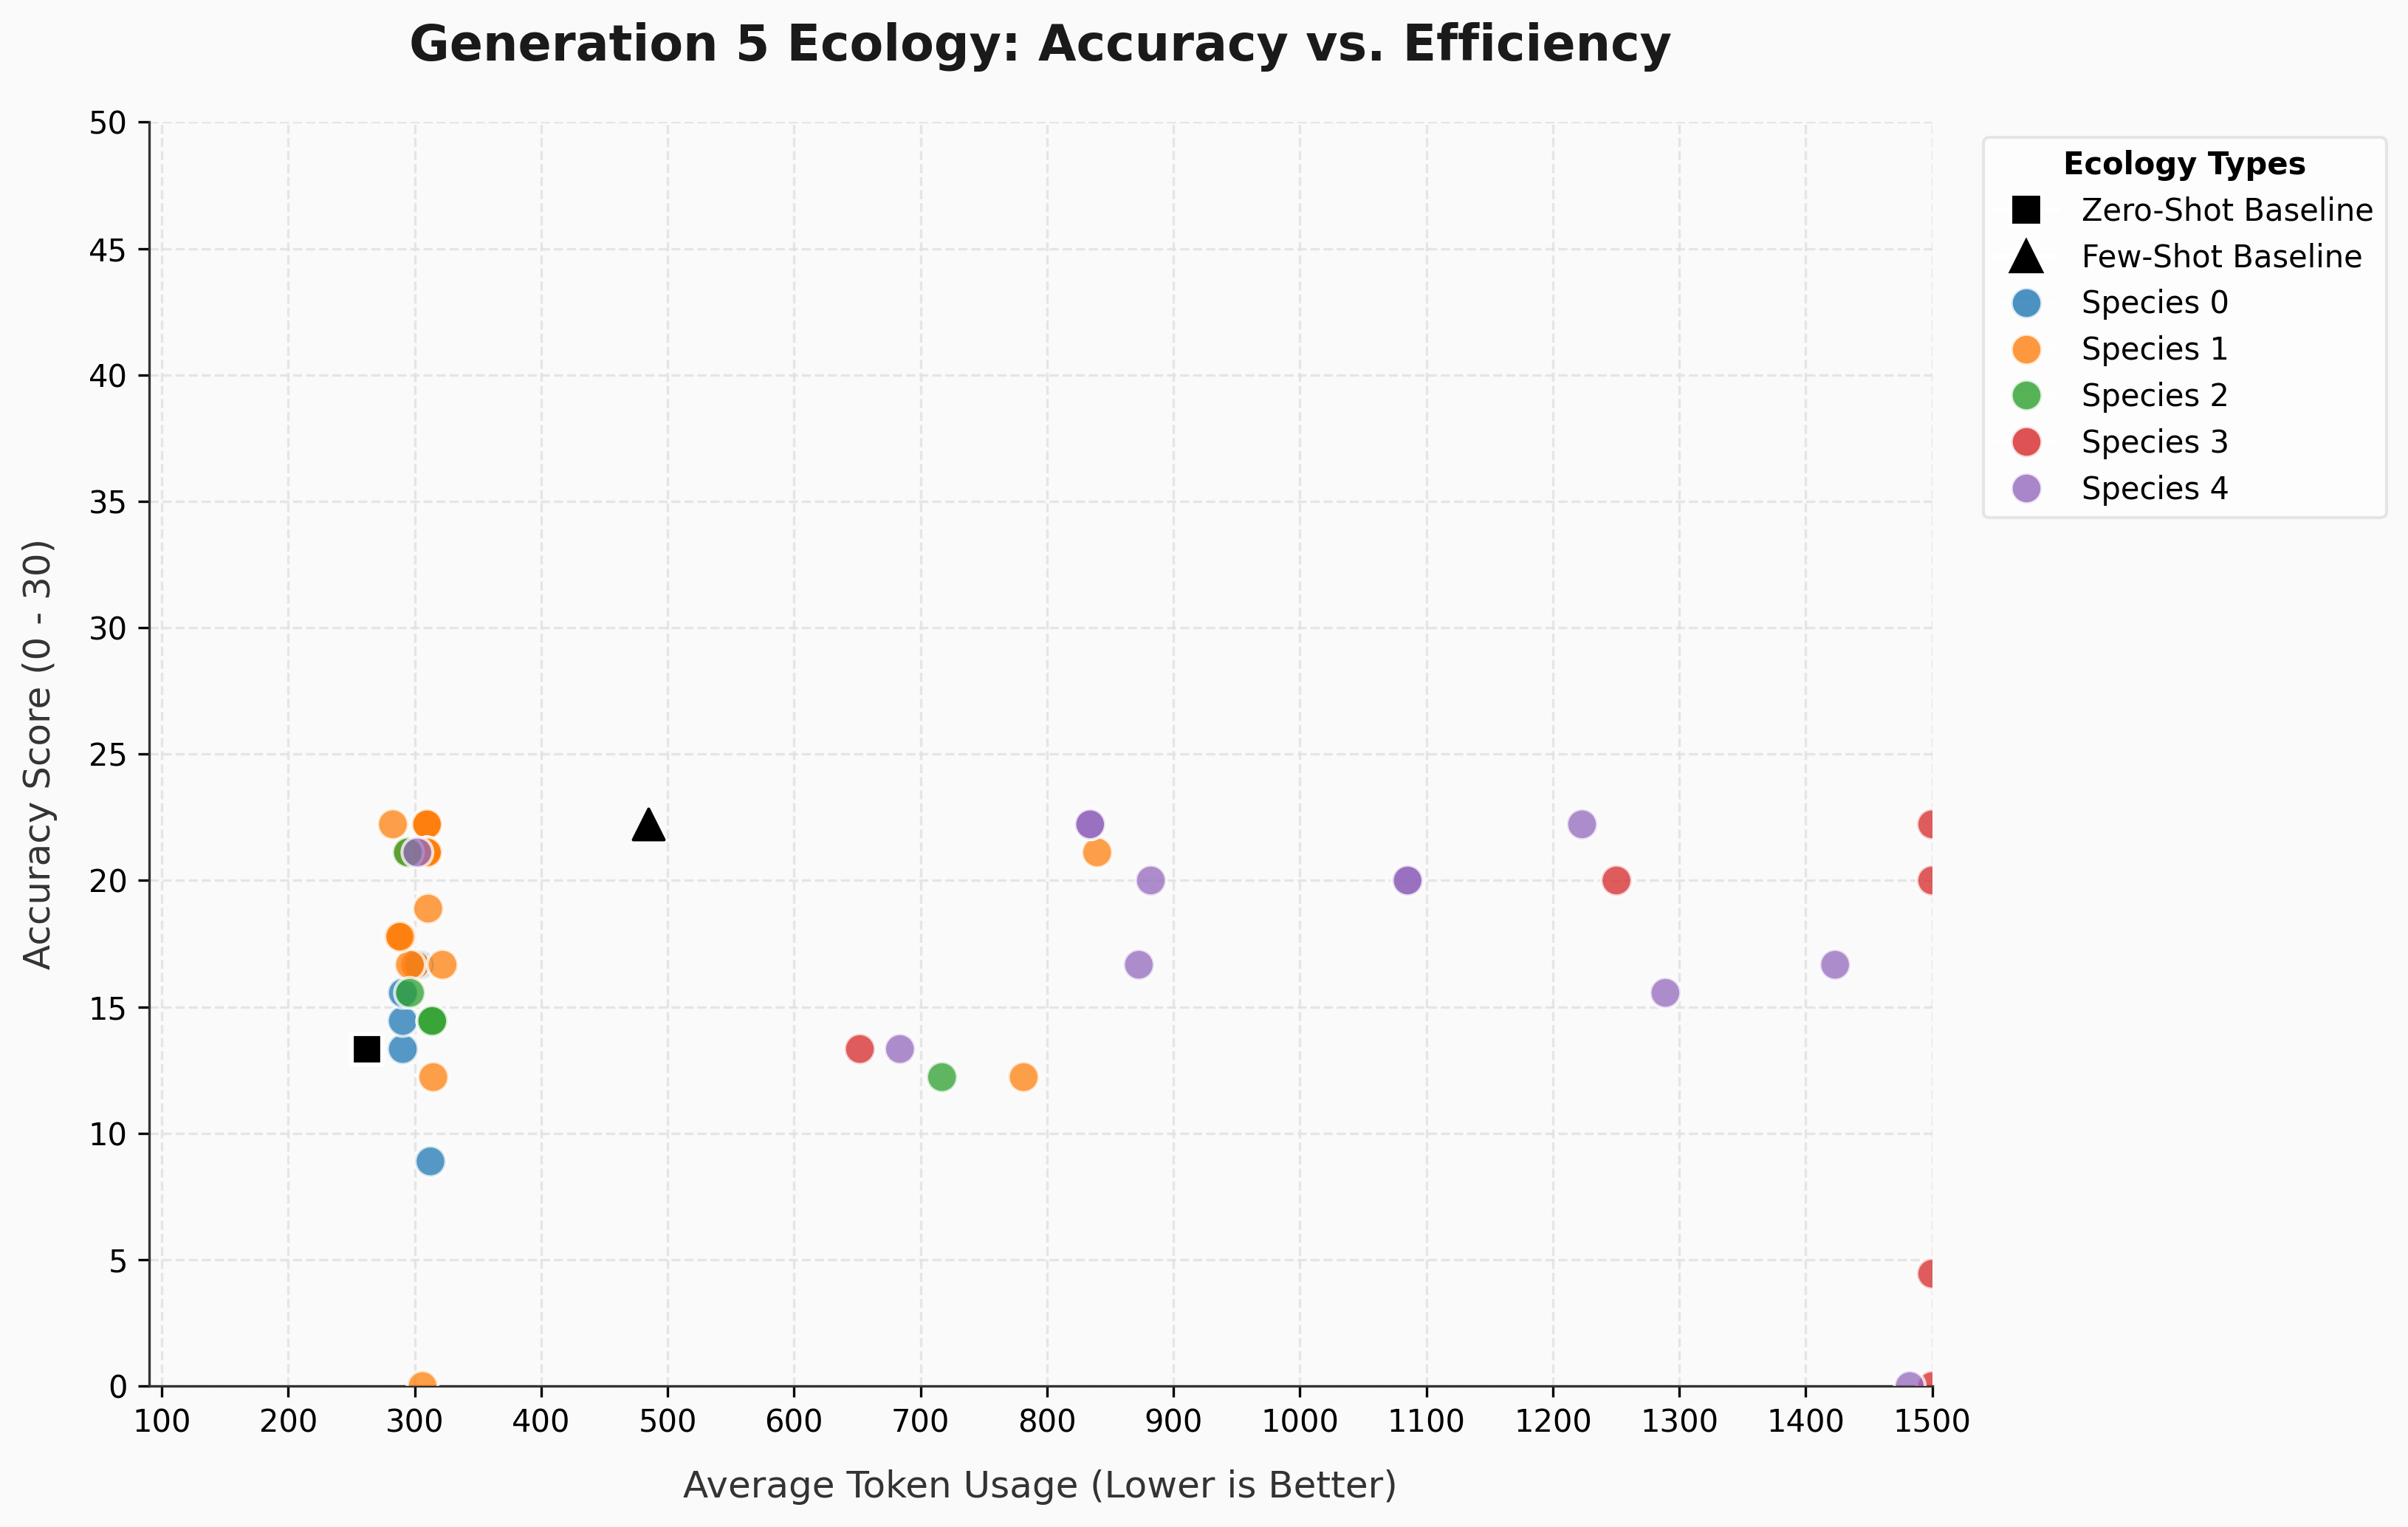 Generation 5 Ecology: Accuracy vs. Efficiency
50
45
40
35
30
25
20
15
10
5
0
Accuracy Score (0 - 30)
100 200 300 400 500 600 700 800 900 1000 1100 1200 1300 1400 1500
Average Token Usage (Lower is Better)
Ecology Types
Zero-Shot Baseline
Few-Shot Baseline
Species 0
Species 1
Species 2
Species 3
Species 4